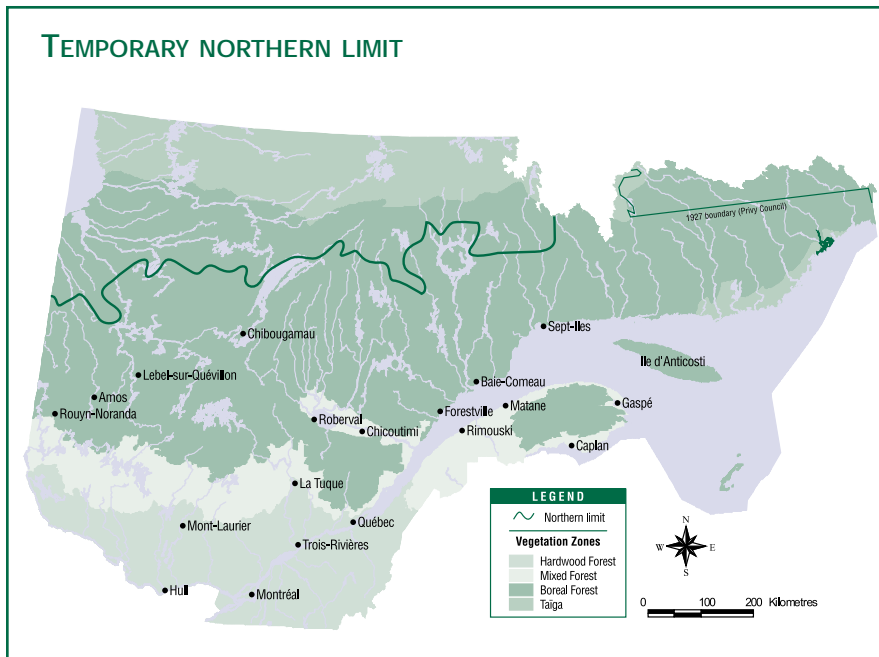 TEMPORARY NORTHERN LIMIT
1927 boundary (Privy Council)
Sept-Iles
Chibougamau
Ile d'Anticosti
Lebel-sur-Quévillon
Baie-Comeau
Amos
Matane
Gaspé
Rouyn-Noranda
Roberval
Forestville
Chicoutimi
Rimouski
Caplan
La Tuque
Mont-Laurier
Québec
Trois-Rivières
Hull
Montréal
LEGEND
Northern limit
Vegetation Zones
Hardwood Forest
Mixed Forest
Boreal Forest
Taïga
N
W E
S
0 100 200 Kilometres